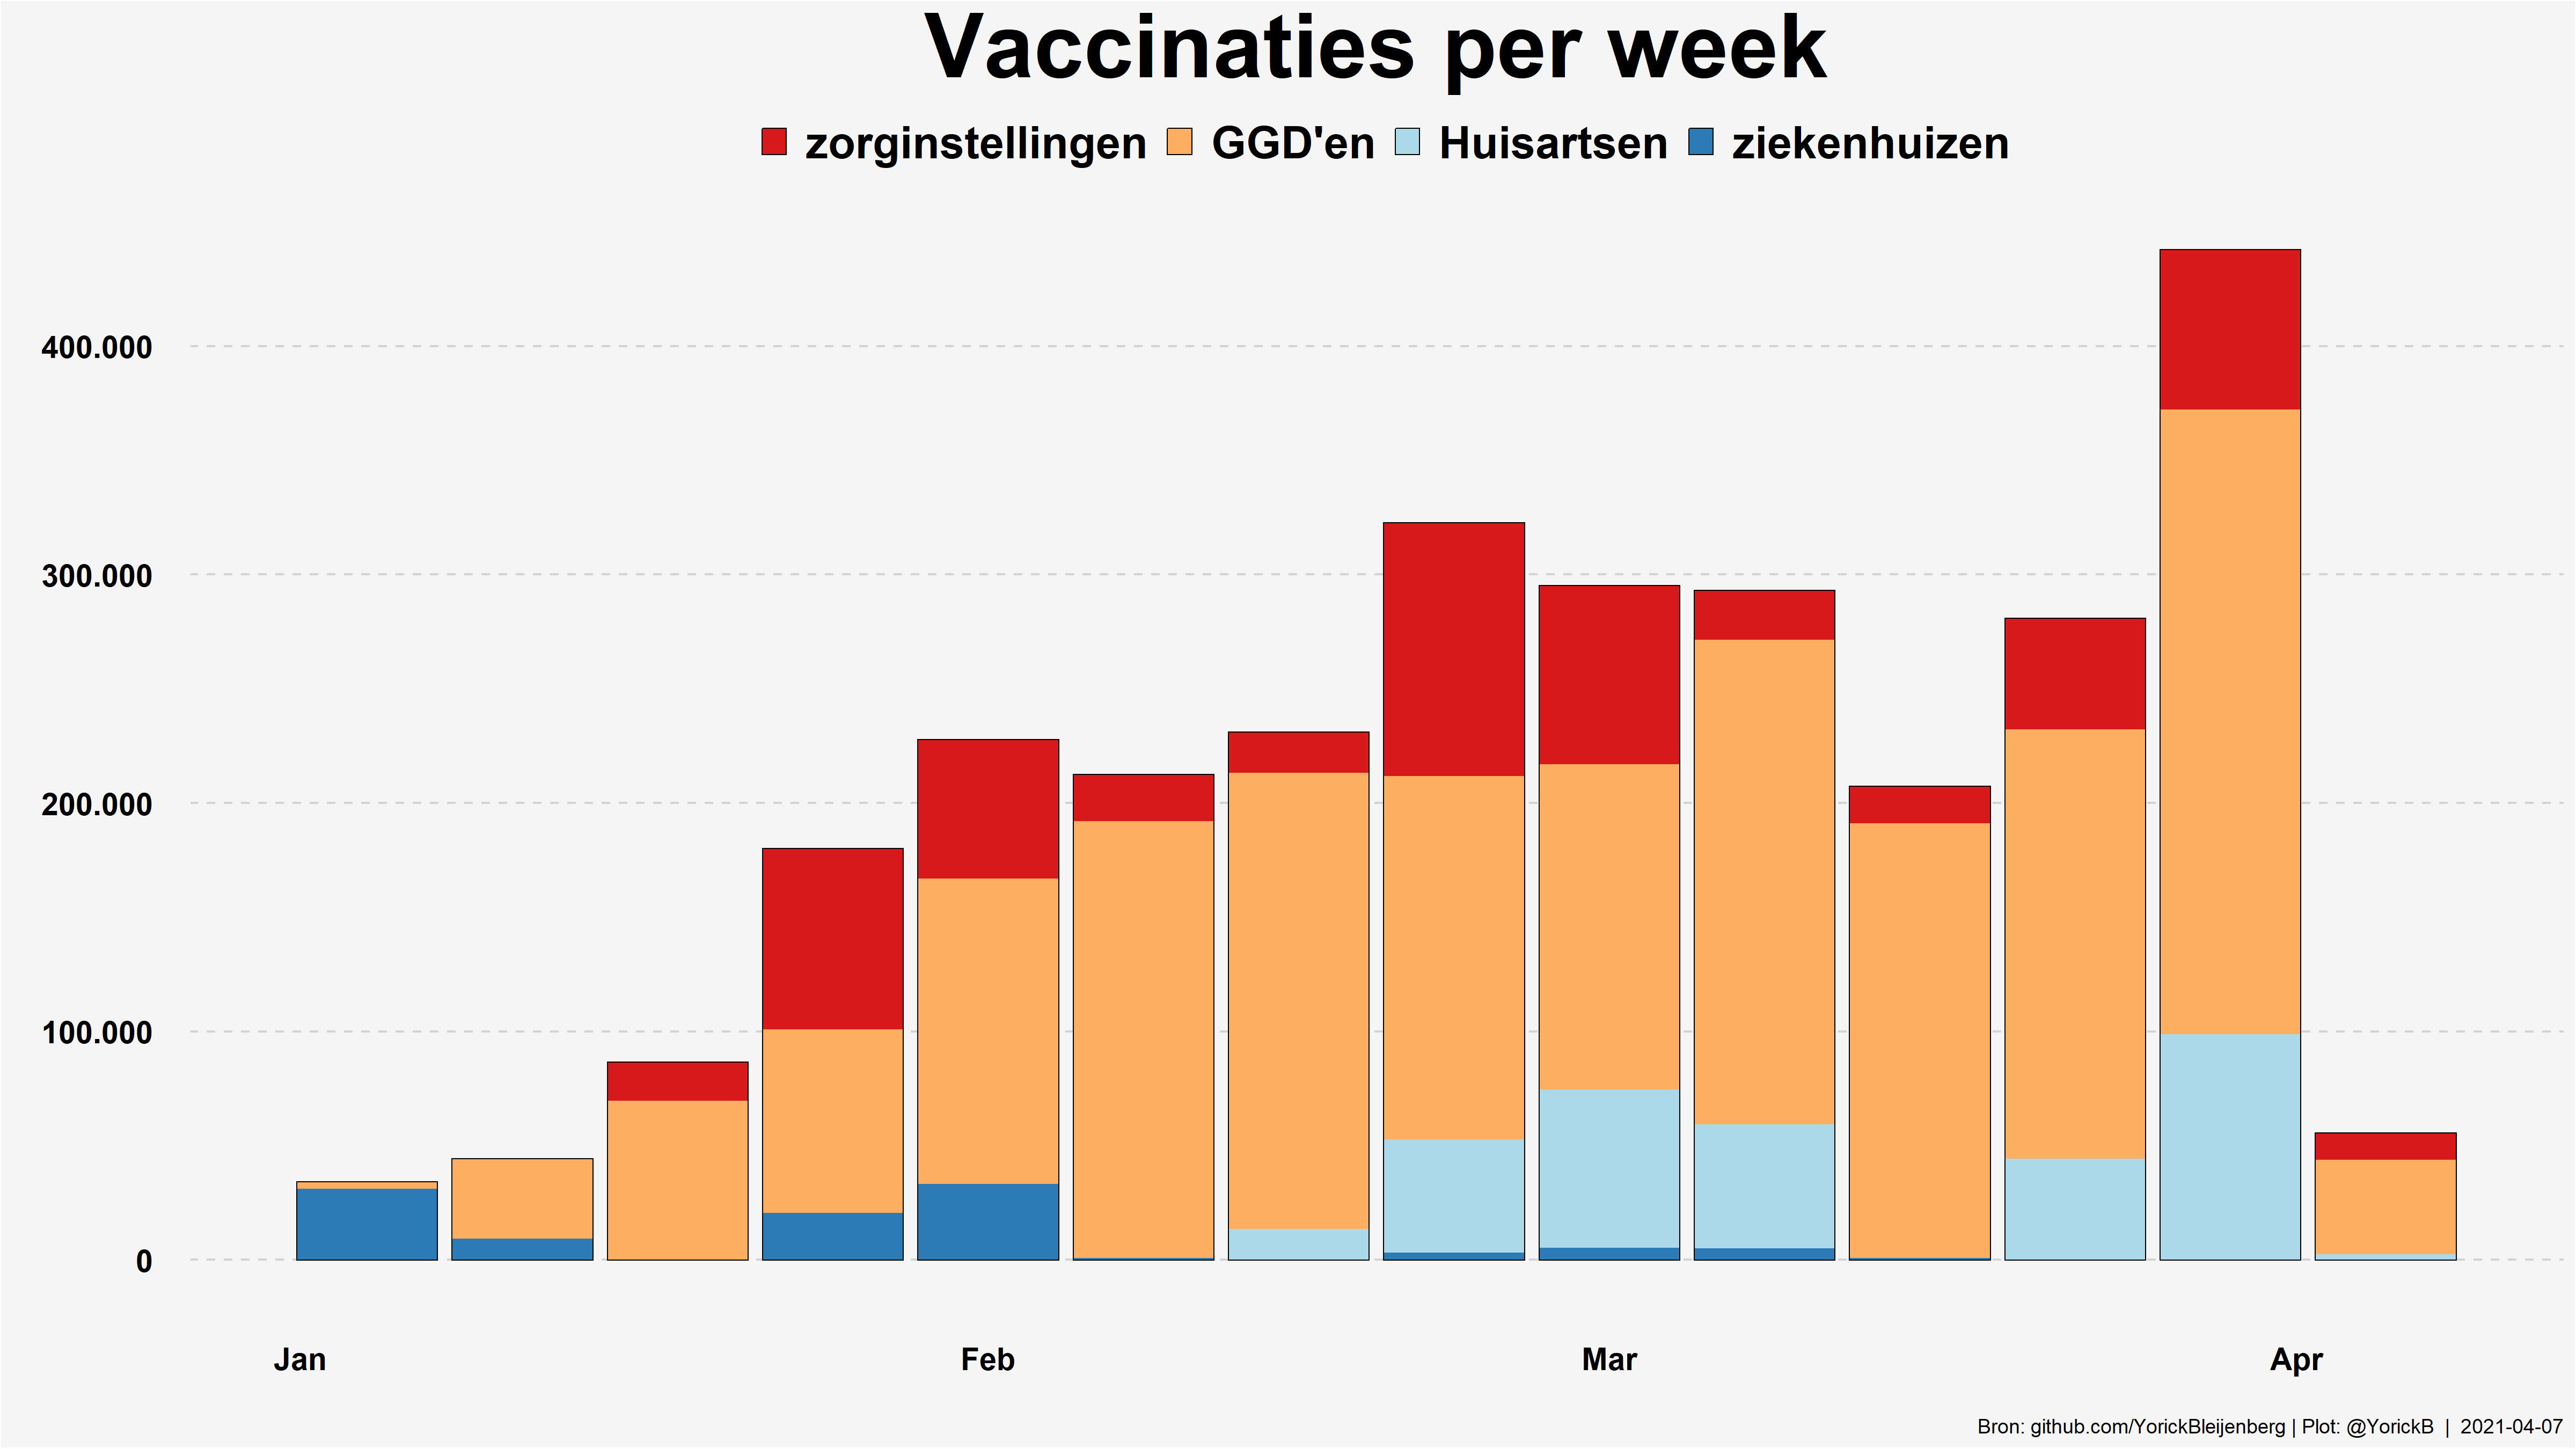 Vaccinaties per week
zorginstellingen GGD'en Huisartsen ziekenhuizen
400.000
300.000
200.000
100.000
0
Jan Feb Mar Apr
Bron: github.com/YorickBleijenberg | Plot: @YorickB | 2021-04-07